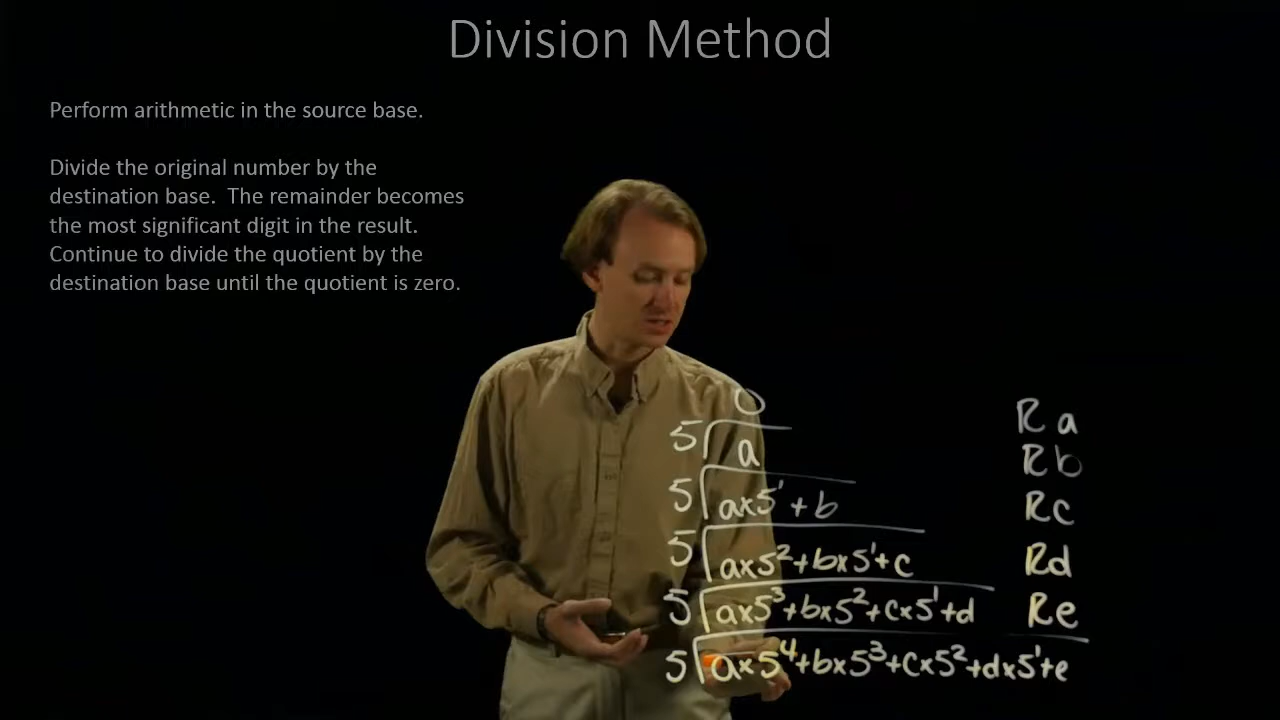 Division Method
Perform arithmetic in the source base.
Divide the original number by the
destination base. The remainder becomes
the most significant digit in the result.
Continue to divide the quotient by the
destination base until the quotient is zero.
0
5 a R a
5 ax5¹+b R b
5 ax5²+bx5¹+c R c
5 ax5³+bx5²+cx5¹+d R d
5 ax5⁴+bx5³+cx5²+dx5¹+e R e